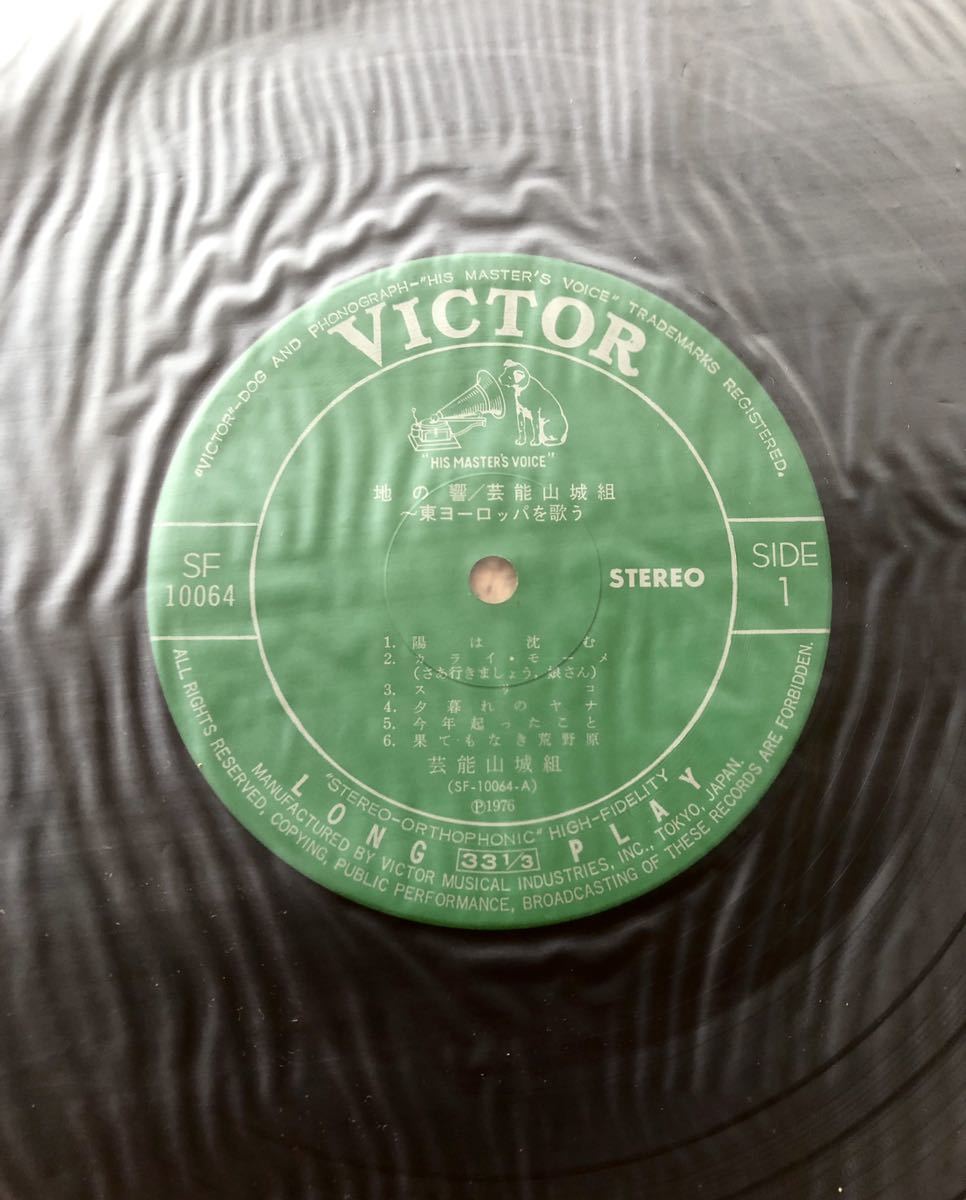 "VICTOR"-DOG AND PHONOGRAPH-"HIS MASTER'S VOICE" TRADEMARKS REGISTERED.
VICTOR
"HIS MASTER'S VOICE"
地の響/芸能山城組
~東ヨーロッパを歌う
SF
10064
STEREO
SIDE
1
1. 陽は沈む
2. カライ・モメ
(さあ行きましょう, 娘さん)
3. スリコ
4. 夕暮れのヤナ
5. 今年起ったこと
6. 果てもなき荒野原
芸能山城組
(SF-10064-A)
Ⓟ1976
"STEREO-ORTHOPHONIC" HIGH-FIDELITY
LONG 33 1/3 PLAY
MANUFACTURED BY VICTOR MUSICAL INDUSTRIES, INC., TOKYO, JAPAN.
ALL RIGHTS RESERVED, COPYING, PUBLIC PERFORMANCE, BROADCASTING OF THESE RECORDS ARE FORBIDDEN.